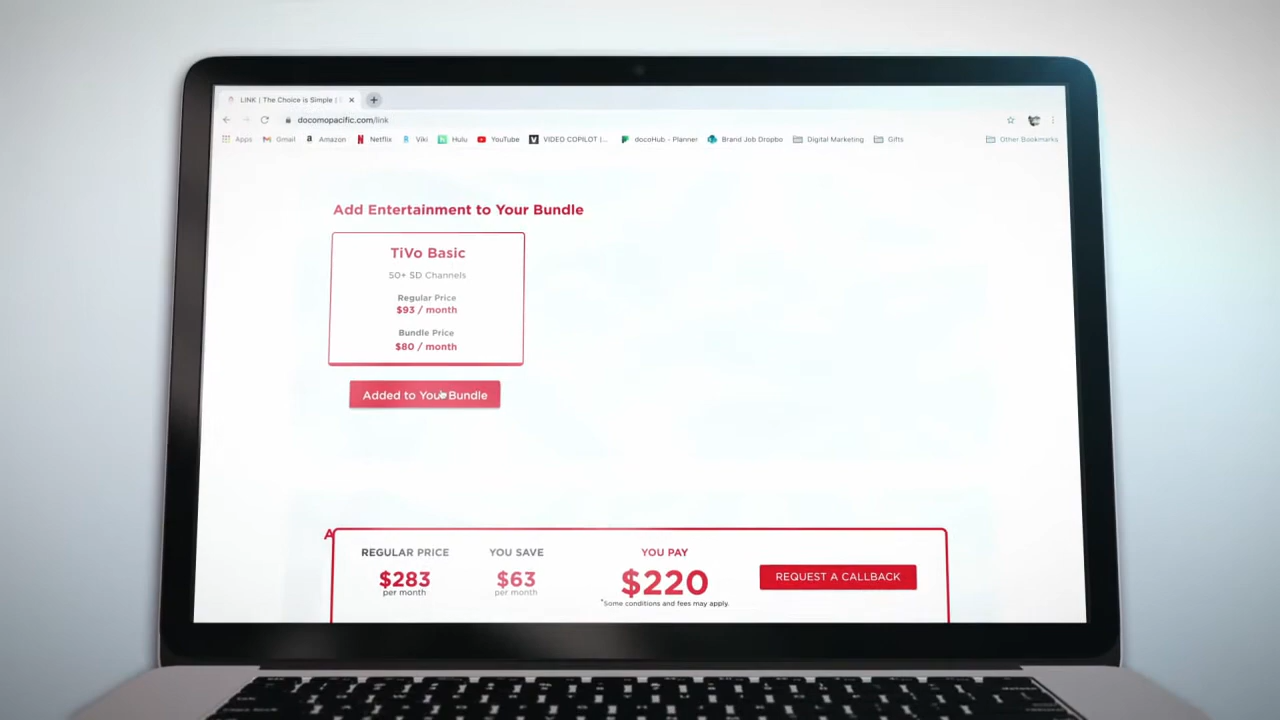 LINK | The Choice is Simple |
docomopacific.com/link
Apps Gmail Amazon Netflix Viki Hulu YouTube VIDEO COPILOT |... docoHub - Planner Brand Job Dropbo Digital Marketing Gifts Other Bookmarks
Add Entertainment to Your Bundle
TiVo Basic
50+ SD Channels
Regular Price
$93 / month
Bundle Price
$80 / month
Added to Your Bundle
A
REGULAR PRICE YOU SAVE YOU PAY
$283 $63 $220 REQUEST A CALLBACK
per month per month
*Some conditions and fees may apply.